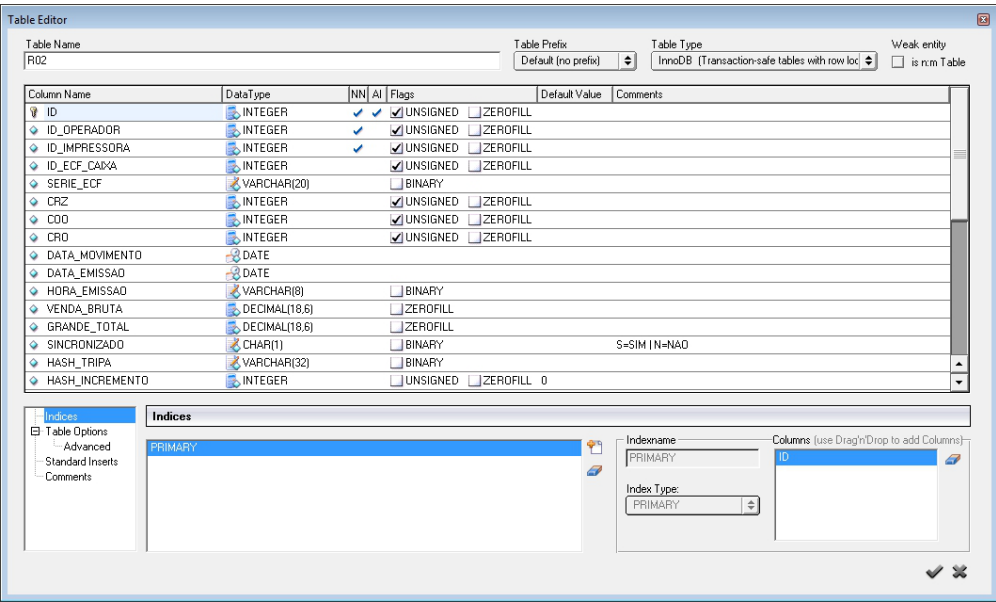 Table Editor
Table Name Table Prefix Table Type Weak entity
R02 Default (no prefix) InnoDB (Transaction-safe tables with row loc is n:m Table
Column Name DataType NN AI Flags Default Value Comments
ID INTEGER UNSIGNED ZEROFILL
ID_OPERADOR INTEGER UNSIGNED ZEROFILL
ID_IMPRESSORA INTEGER UNSIGNED ZEROFILL
ID_ECF_CAIXA INTEGER UNSIGNED ZEROFILL
SERIE_ECF VARCHAR(20) BINARY
CRZ INTEGER UNSIGNED ZEROFILL
COO INTEGER UNSIGNED ZEROFILL
CRO INTEGER UNSIGNED ZEROFILL
DATA_MOVIMENTO DATE
DATA_EMISSAO DATE
HORA_EMISSAO VARCHAR(8) BINARY
VENDA_BRUTA DECIMAL(18,6) ZEROFILL
GRANDE_TOTAL DECIMAL(18,6) ZEROFILL
SINCRONIZADO CHAR(1) BINARY S=SIM | N=NAO
HASH_TRIPA VARCHAR(32) BINARY
HASH_INCREMENTO INTEGER UNSIGNED ZEROFILL 0
Indices
Table Options
Advanced
Standard Inserts
Comments
Indices
PRIMARY
Indexname
PRIMARY
Index Type:
PRIMARY
Columns (use Drag'n'Drop to add Columns)
ID